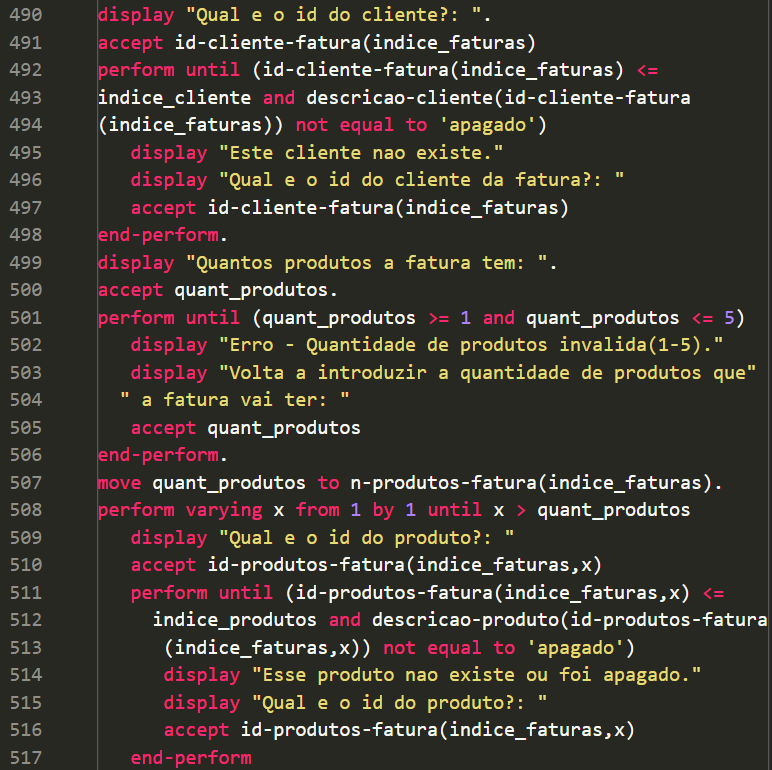 490 display "Qual e o id do cliente?: ".
491 accept id-cliente-fatura(indice_faturas)
492 perform until (id-cliente-fatura(indice_faturas) <=
493 indice_cliente and descricao-cliente(id-cliente-fatura
494 (indice_faturas)) not equal to 'apagado')
495 display "Este cliente nao existe."
496 display "Qual e o id do cliente da fatura?: "
497 accept id-cliente-fatura(indice_faturas)
498 end-perform.
499 display "Quantos produtos a fatura tem: ".
500 accept quant_produtos.
501 perform until (quant_produtos >= 1 and quant_produtos <= 5)
502 display "Erro - Quantidade de produtos invalida(1-5)."
503 display "Volta a introduzir a quantidade de produtos que"
504 " a fatura vai ter: "
505 accept quant_produtos
506 end-perform.
507 move quant_produtos to n-produtos-fatura(indice_faturas).
508 perform varying x from 1 by 1 until x > quant_produtos
509 display "Qual e o id do produto?: "
510 accept id-produtos-fatura(indice_faturas,x)
511 perform until (id-produtos-fatura(indice_faturas,x) <=
512 indice_produtos and descricao-produto(id-produtos-fatura
513 (indice_faturas,x)) not equal to 'apagado')
514 display "Esse produto nao existe ou foi apagado."
515 display "Qual e o id do produto?: "
516 accept id-produtos-fatura(indice_faturas,x)
517 end-perform